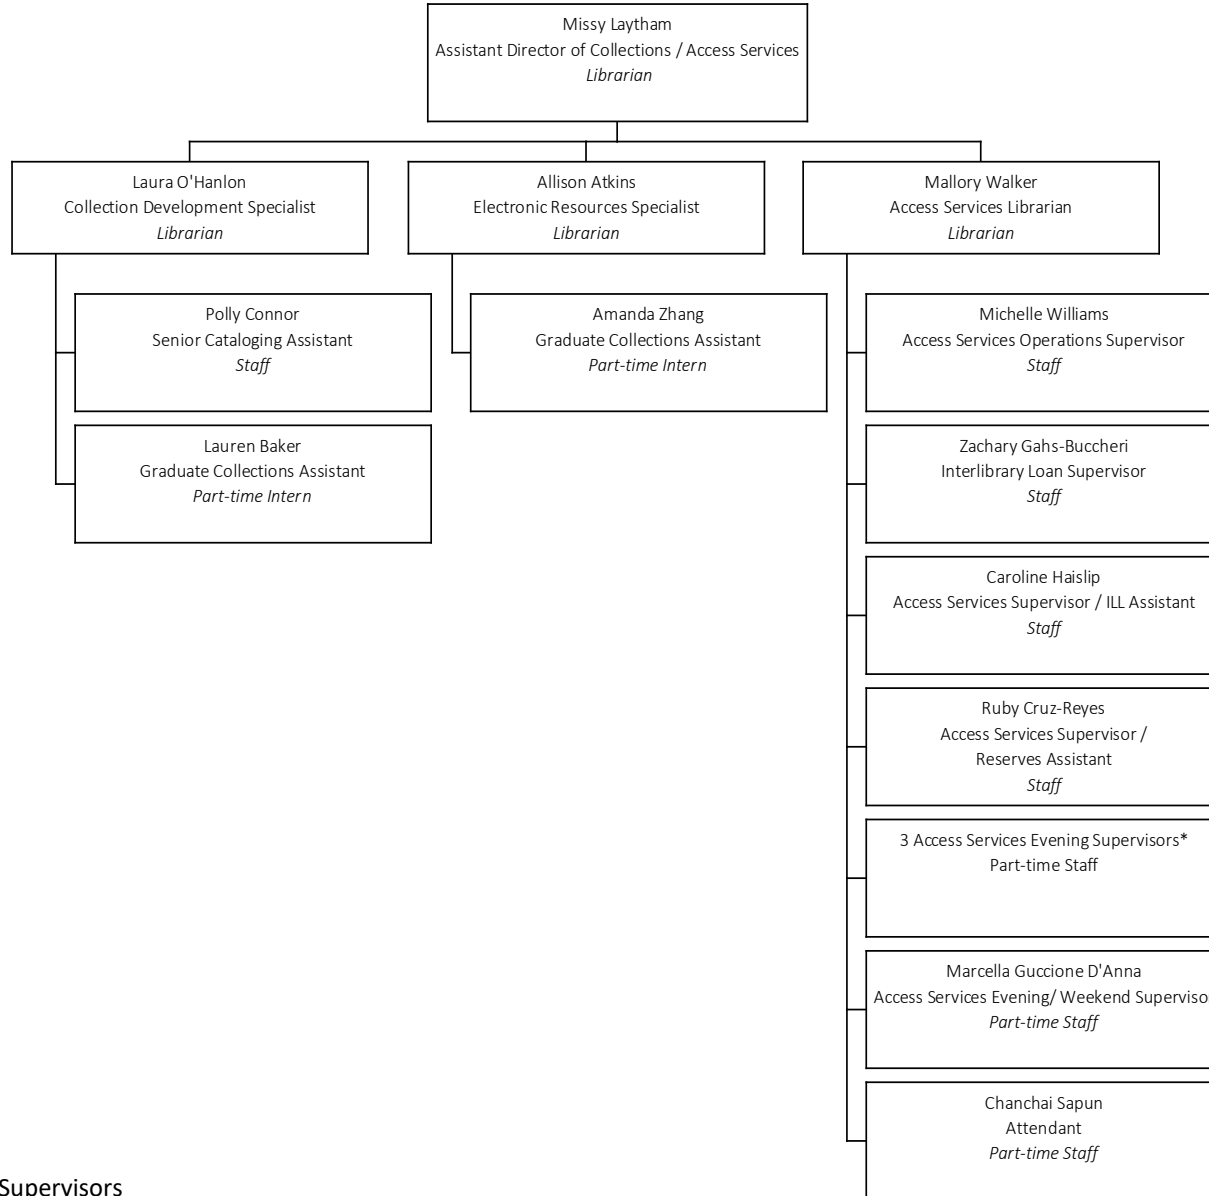 Missy Laytham
Assistant Director of Collections / Access Services
Librarian
Laura O'Hanlon
Collection Development Specialist
Librarian
Allison Atkins
Electronic Resources Specialist
Librarian
Mallory Walker
Access Services Librarian
Librarian
Polly Connor
Senior Cataloging Assistant
Staff
Lauren Baker
Graduate Collections Assistant
Part-time Intern
Amanda Zhang
Graduate Collections Assistant
Part-time Intern
Michelle Williams
Access Services Operations Supervisor
Staff
Zachary Gahs-Buccheri
Interlibrary Loan Supervisor
Staff
Caroline Haislip
Access Services Supervisor / ILL Assistant
Staff
Ruby Cruz-Reyes
Access Services Supervisor /
Reserves Assistant
Staff
3 Access Services Evening Supervisors*
Part-time Staff
Marcella Guccione D'Anna
Access Services Evening/ Weekend Superviso
Part-time Staff
Chanchai Sapun
Attendant
Part-time Staff
Supervisors